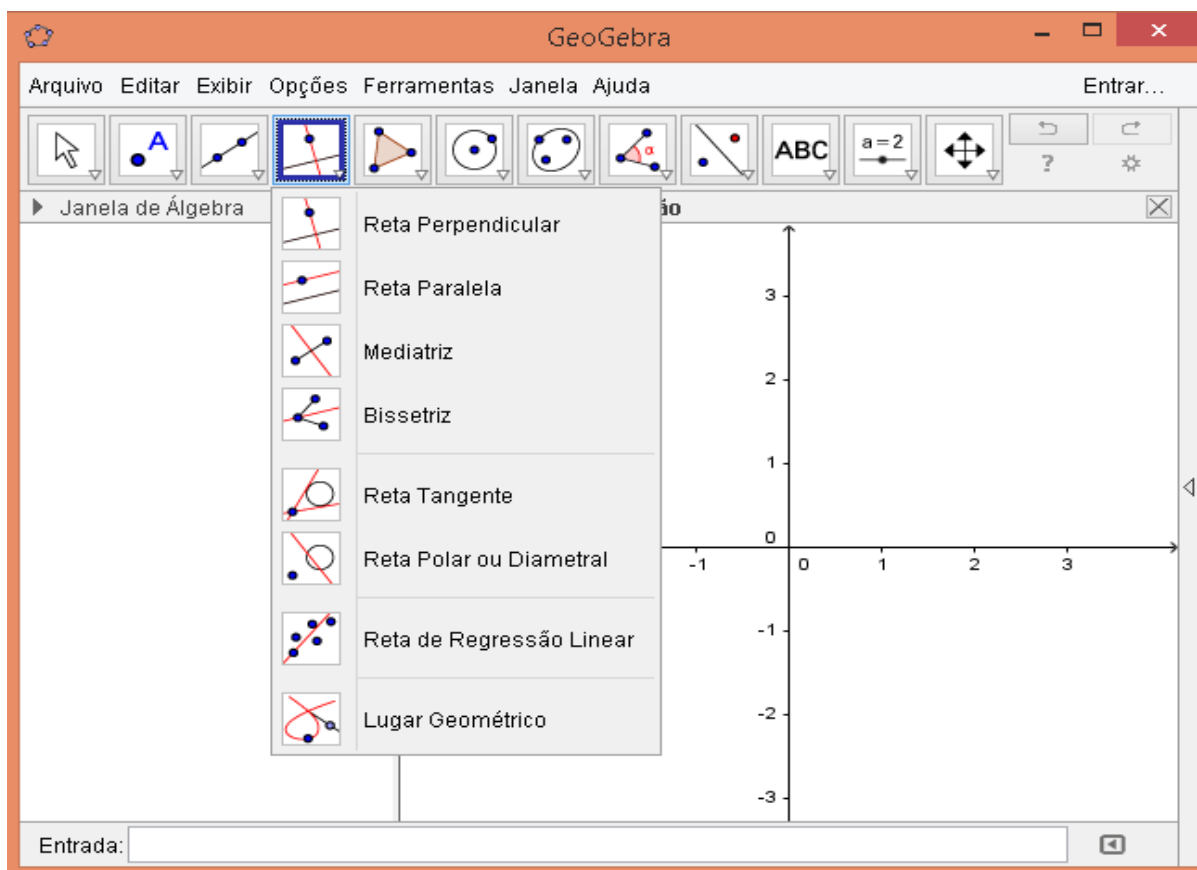 GeoGebra
Arquivo Editar Exibir Opções Ferramentas Janela Ajuda Entrar...
A α ABC a=2 ?
Janela de Álgebra ão
Reta Perpendicular
Reta Paralela
Mediatriz
Bissetriz
Reta Tangente
Reta Polar ou Diametral
Reta de Regressão Linear
Lugar Geométrico
3
2
1
0
-1 0 1 2 3
-1
-2
-3
Entrada: